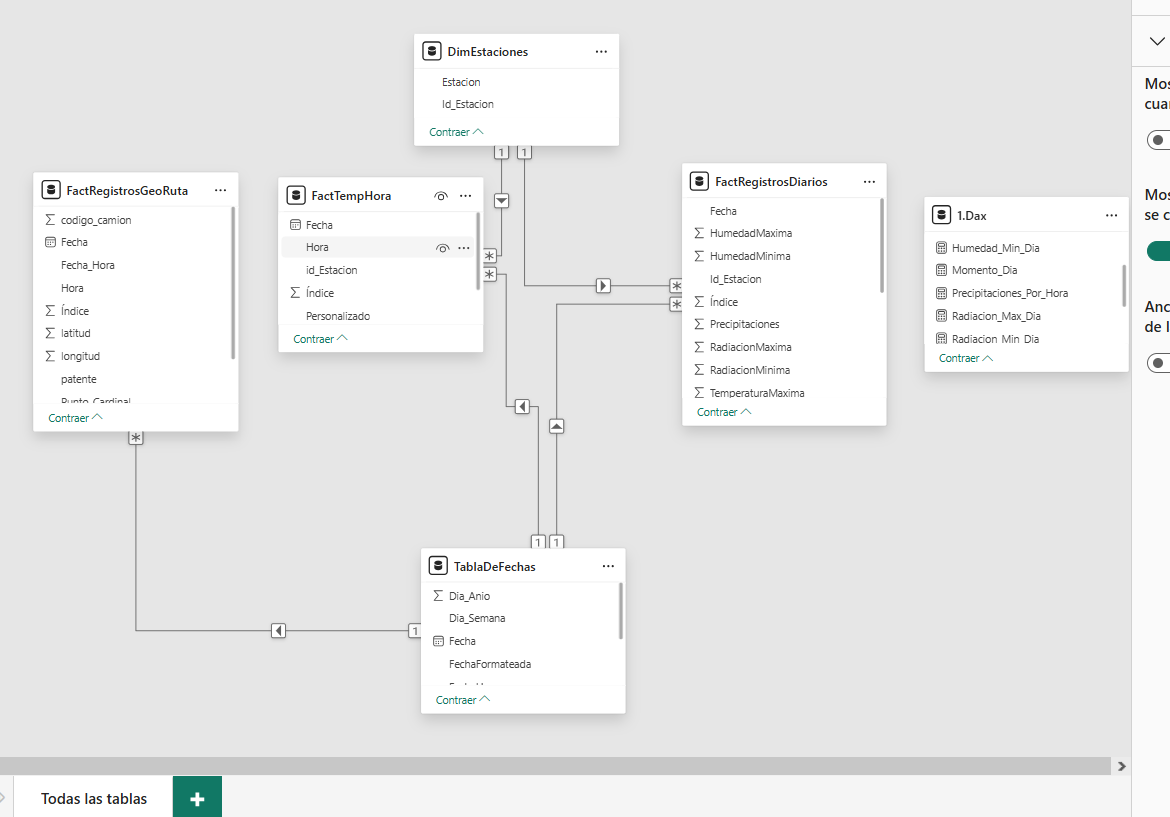 DimEstaciones
Estacion
Id_Estacion
Contraer
1 1
FactRegistrosGeoRuta
codigo_camion
Fecha
Fecha_Hora
Hora
Índice
latitud
longitud
patente
Punto_Cardinal
Contraer
*
FactTempHora
Fecha
Hora
id_Estacion
Índice
Personalizado
Contraer
*
*
FactRegistrosDiarios
Fecha
HumedadMaxima
HumedadMinima
Id_Estacion
Índice
Precipitaciones
RadiacionMaxima
RadiacionMinima
TemperaturaMaxima
Contraer
*
*
1.Dax
Humedad_Min_Dia
Momento_Dia
Precipitaciones_Por_Hora
Radiacion_Max_Dia
Radiacion_Min_Dia
Contraer
1 1
TablaDeFechas
Dia_Anio
Dia_Semana
Fecha
FechaFormateada
Contraer
1
Mos
cuan
Mos
se c
Anc
de l
Todas las tablas
+